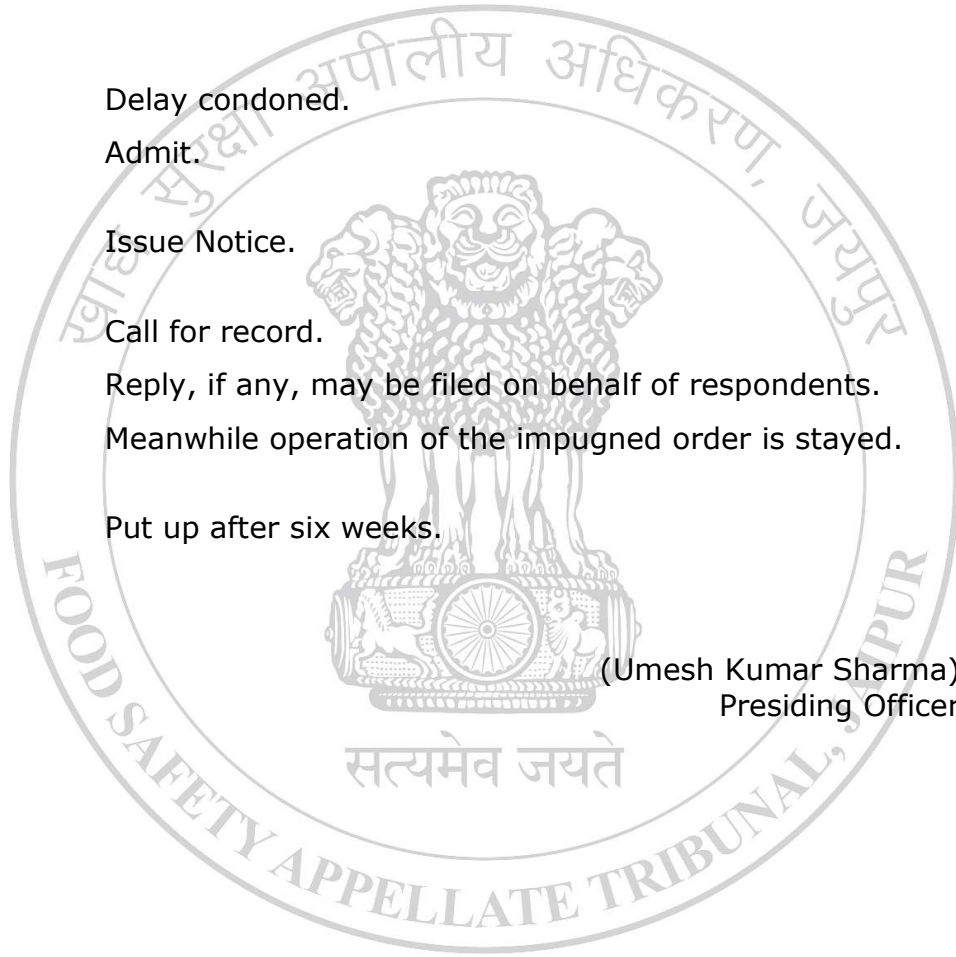 खाद्य सुरक्षा अपीलीय अधिकरण, जयपुर
Delay condoned.
Admit.
Issue Notice.
Call for record.
Reply, if any, may be filed on behalf of respondents.
Meanwhile operation of the impugned order is stayed.
Put up after six weeks.
(Umesh Kumar Sharma)
Presiding Officer
सत्यमेव जयते
FOOD SAFETY APPELLATE TRIBUNAL, JAIPUR